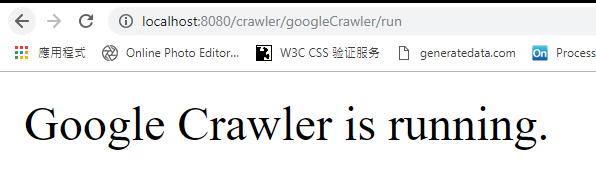 localhost:8080/crawler/googleCrawler/run
應用程式 Online Photo Editor... W3C CSS 验证服务 generatedata.com On Process
Google Crawler is running.